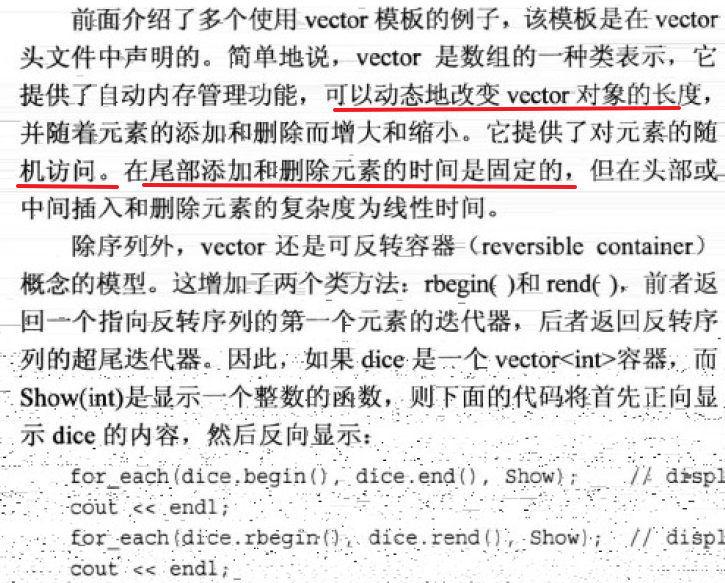 前面介绍了多个使用 vector 模板的例子，该模板是在 vector
头文件中声明的。简单地说，vector 是数组的一种类表示，它
提供了自动内存管理功能，可以动态地改变 vector 对象的长度，
并随着元素的添加和删除而增大和缩小。它提供了对元素的随
机访问。在尾部添加和删除元素的时间是固定的，但在头部或
中间插入和删除元素的复杂度为线性时间。
除序列外，vector 还是可反转容器（reversible container）
概念的模型。这增加了两个类方法：rbegin( )和 rend( )，前者返
回一个指向反转序列的第一个元素的迭代器，后者返回反转序
列的超尾迭代器。因此，如果 dice 是一个 vector<int>容器，而
Show(int)是显示一个整数的函数，则下面的代码将首先正向显
示 dice 的内容，然后反向显示：
for_each(dice.begin(), dice.end(), Show); // displ
cout << endl;
for_each(dice.rbegin(), dice.rend(), Show); // displ
cout << endl;